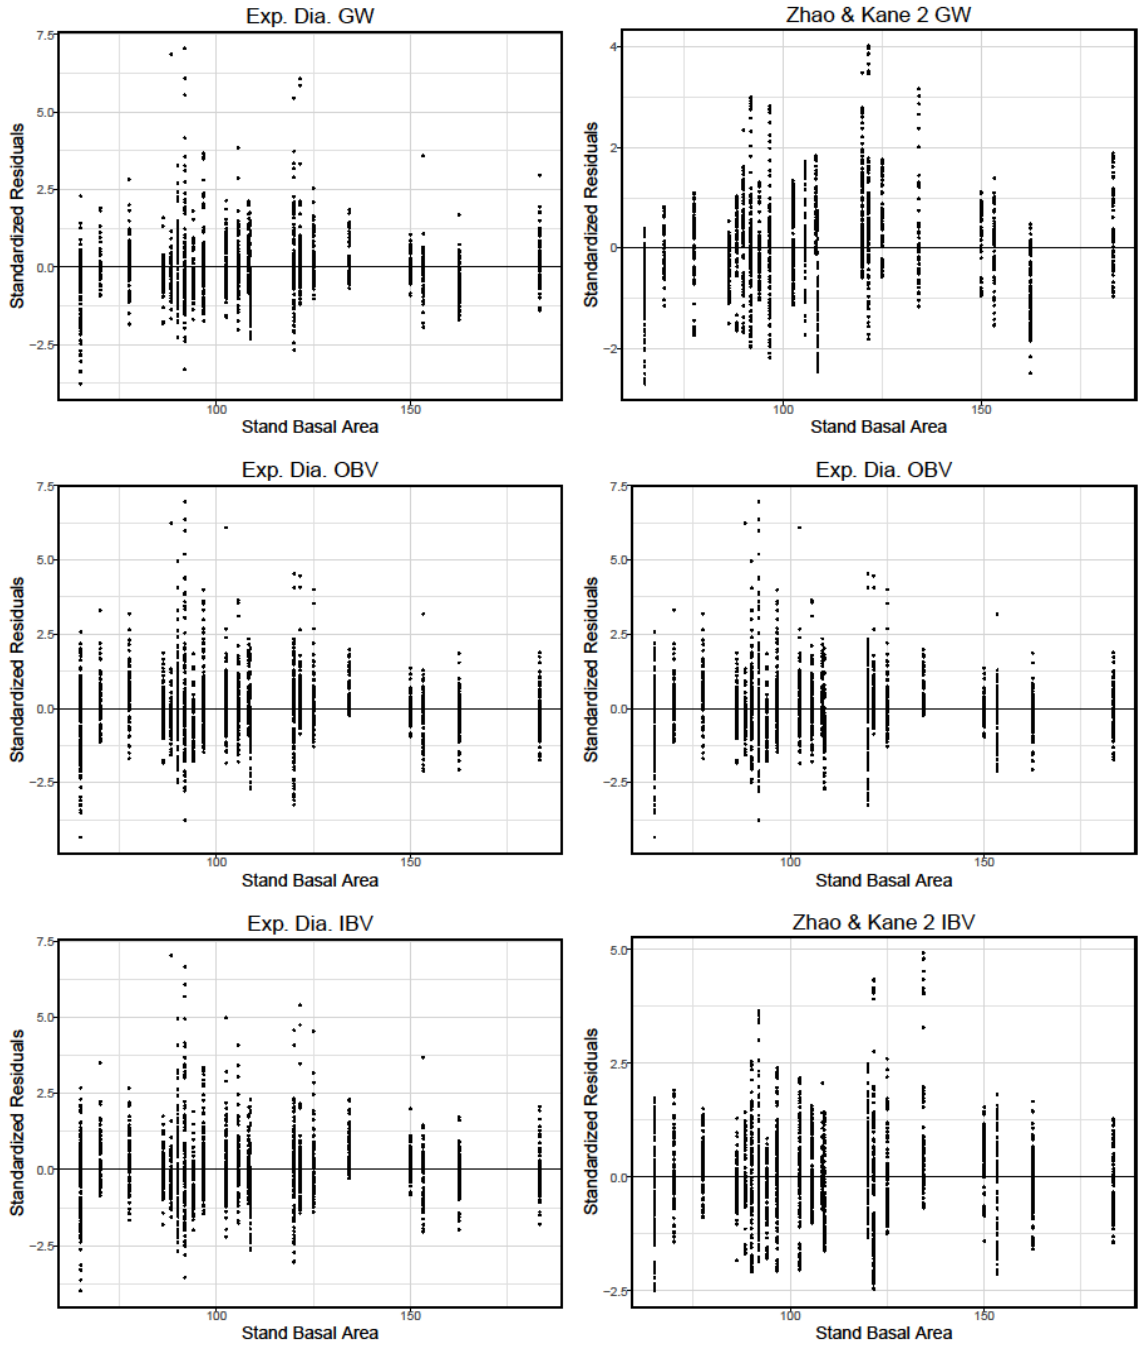 Exp. Dia. GW
Zhao & Kane 2 GW
7.5
5.0
2.5
0.0
−2.5
Standardized Residuals
100
150
Stand Basal Area
4
2
0
−2
Standardized Residuals
100
150
Stand Basal Area
Exp. Dia. OBV
Exp. Dia. OBV
7.5
5.0
2.5
0.0
−2.5
Standardized Residuals
100
150
Stand Basal Area
7.5
5.0
2.5
0.0
−2.5
Standardized Residuals
100
150
Stand Basal Area
Exp. Dia. IBV
Zhao & Kane 2 IBV
7.5
5.0
2.5
0.0
−2.5
Standardized Residuals
100
150
Stand Basal Area
5.0
2.5
0.0
−2.5
Standardized Residuals
100
150
Stand Basal Area